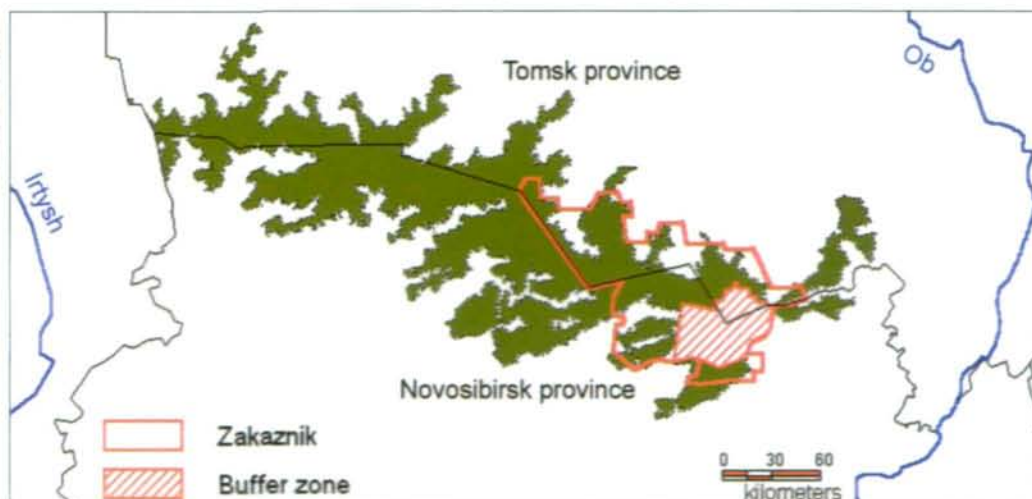 Tomsk province
Ob
Irtysh
Novosibirsk province
Zakaznik
Buffer zone
0 30 60
kilometers